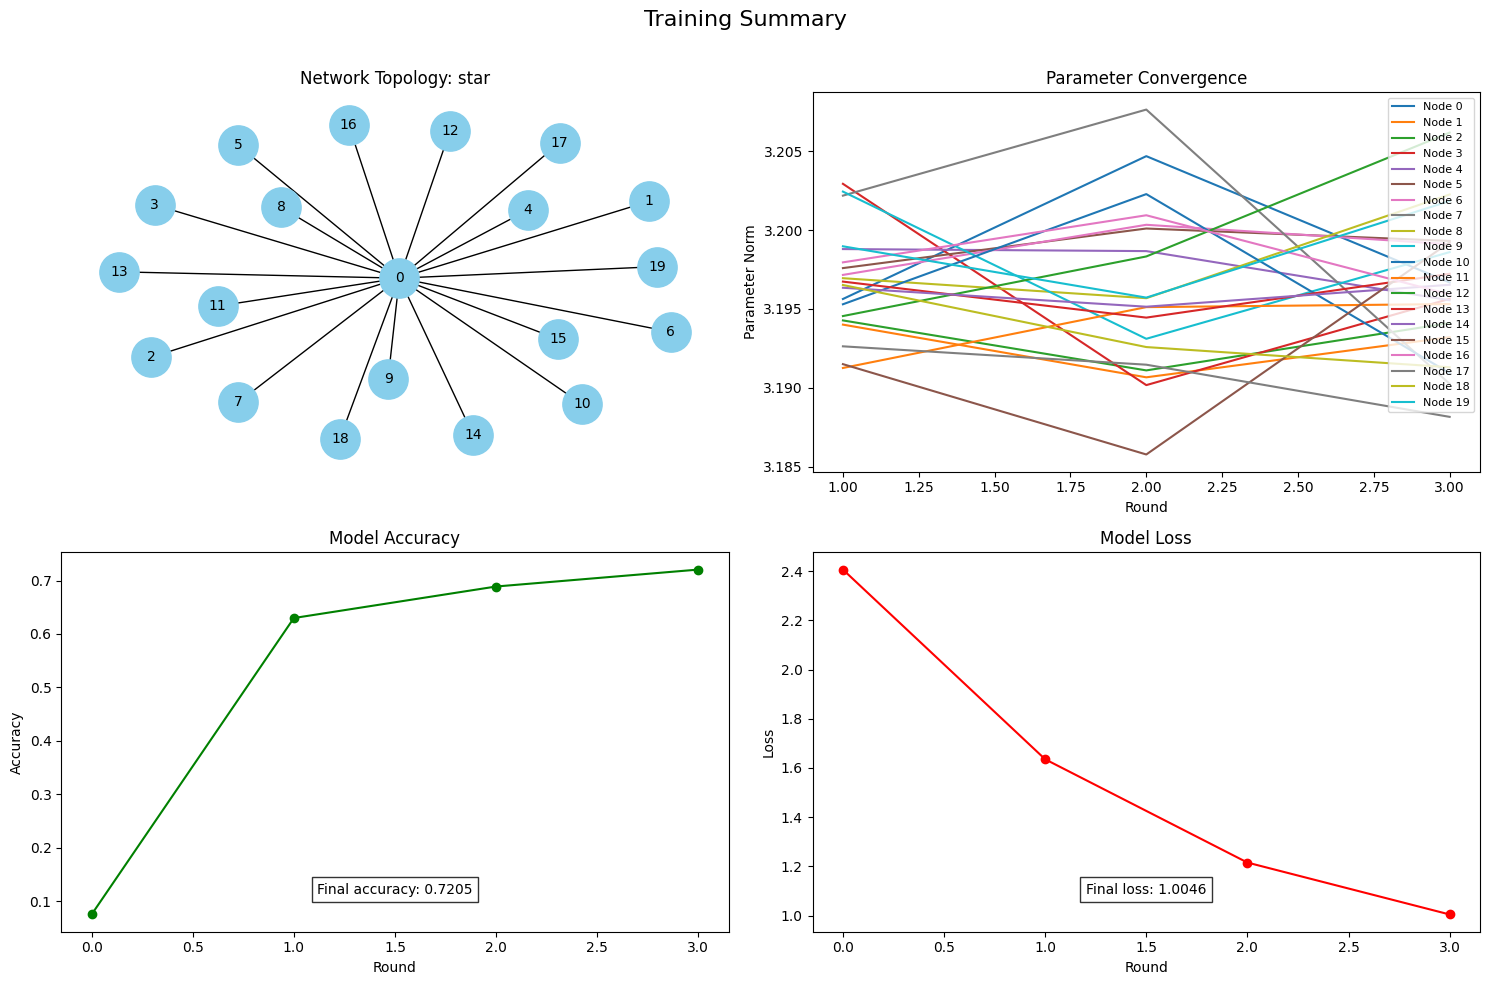 Training Summary
Network Topology: star
16
12
5
17
3
8
4
1
13
0
19
11
2
15
6
9
7
10
18
14
Parameter Convergence
Parameter Norm
3.205
3.200
3.195
3.190
3.185
Node 0
Node 1
Node 2
Node 3
Node 4
Node 5
Node 6
Node 7
Node 8
Node 9
Node 10
Node 11
Node 12
Node 13
Node 14
Node 15
Node 16
Node 17
Node 18
Node 19
1.00 1.25 1.50 1.75 2.00 2.25 2.50 2.75 3.00
Round
Model Accuracy
Accuracy
0.7
0.6
0.5
0.4
0.3
0.2
0.1
Final accuracy: 0.7205
0.0 0.5 1.0 1.5 2.0 2.5 3.0
Round
Model Loss
Loss
2.4
2.2
2.0
1.8
1.6
1.4
1.2
1.0
Final loss: 1.0046
0.0 0.5 1.0 1.5 2.0 2.5 3.0
Round